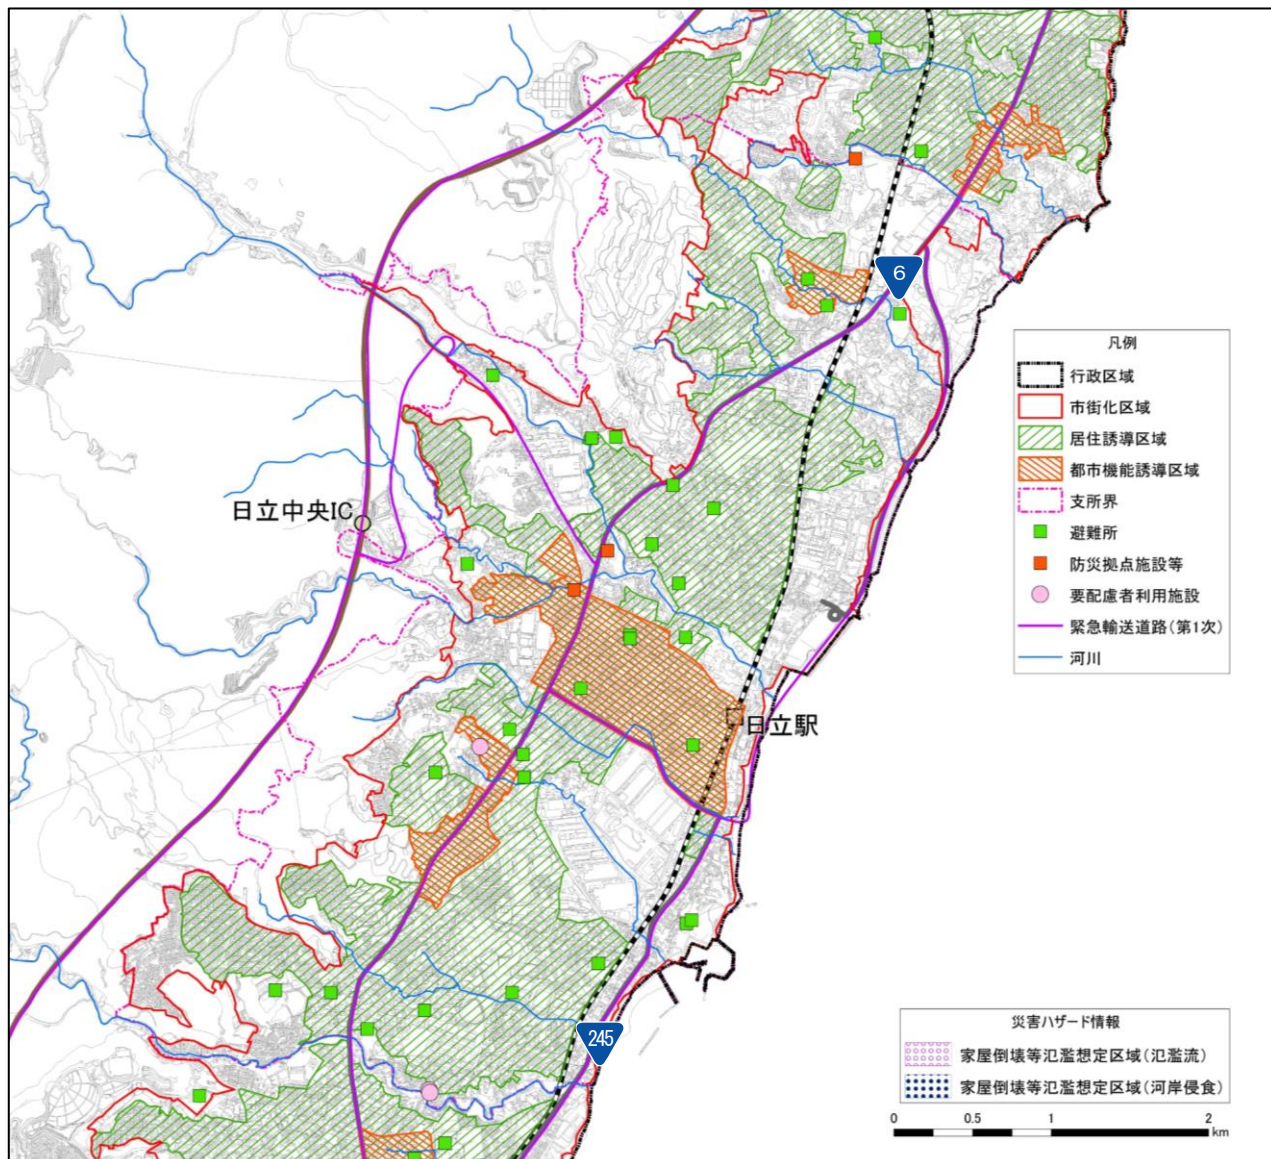 6
日立中央IC
日立駅
245
凡例
行政区域
市街化区域
居住誘導区域
都市機能誘導区域
支所界
避難所
防災拠点施設等
要配慮者利用施設
緊急輸送道路（第1次）
河川
災害ハザード情報
家屋倒壊等氾濫想定区域（氾濫流）
家屋倒壊等氾濫想定区域（河岸侵食）
0 0.5 1 2
km